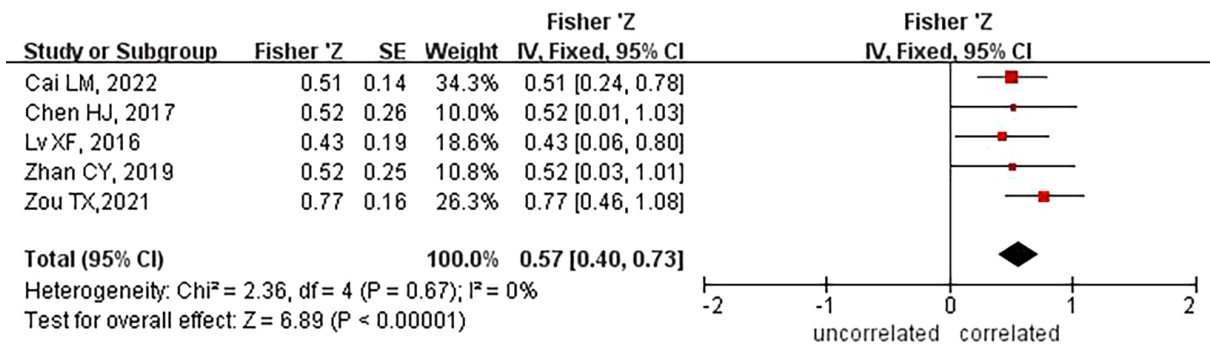 Fisher 'Z Fisher 'Z
Study or Subgroup Fisher 'Z SE Weight IV, Fixed, 95% CI IV, Fixed, 95% CI
Cai LM, 2022 0.51 0.14 34.3% 0.51 [0.24, 0.78]
Chen HJ, 2017 0.52 0.26 10.0% 0.52 [0.01, 1.03]
Lv XF, 2016 0.43 0.19 18.6% 0.43 [0.06, 0.80]
Zhan CY, 2019 0.52 0.25 10.8% 0.52 [0.03, 1.01]
Zou TX,2021 0.77 0.16 26.3% 0.77 [0.46, 1.08]
Total (95% CI) 100.0% 0.57 [0.40, 0.73]
Heterogeneity: Chi² = 2.36, df = 4 (P = 0.67); I² = 0%
Test for overall effect: Z = 6.89 (P < 0.00001)
-2 -1 0 1 2
uncorrelated correlated